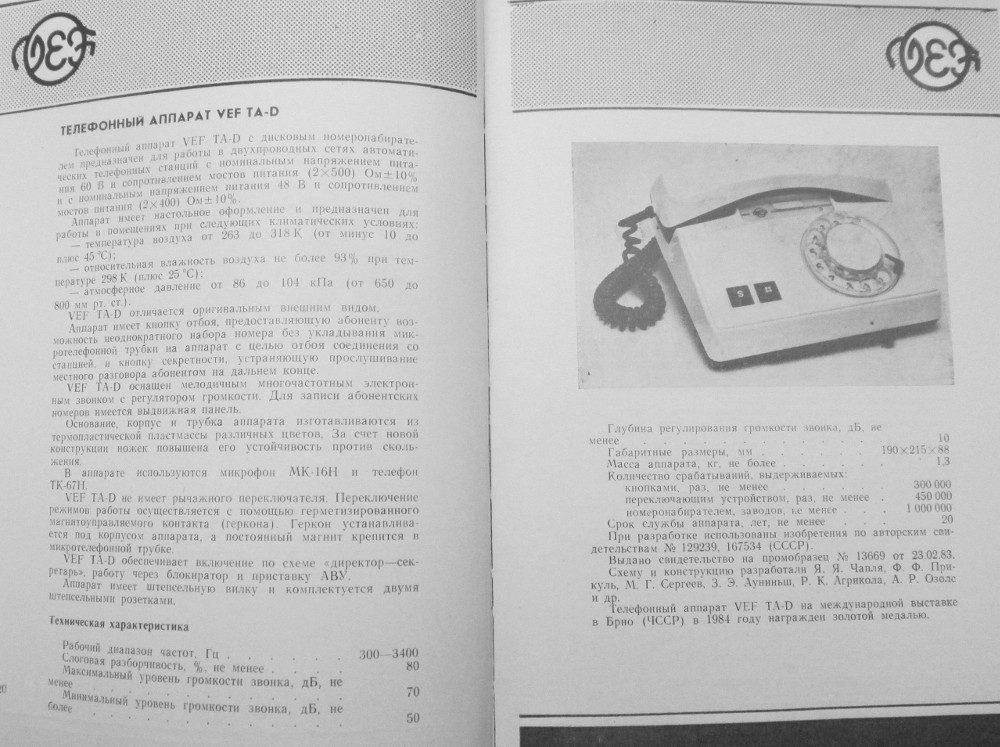 VEF
ТЕЛЕФОННЫЙ АППАРАТ VEF TA-D
Телефонный аппарат VEF TA-D с дисковым номеронабирате-
лем предназначен для работы в двухпроводных сетях автомати-
ческих телефонных станций с номинальным напряжением пита-
ния 60 В и сопротивлением мостов питания (2×500) Ом±10%
и с номинальным напряжением питания 48 В и сопротивлением
мостов питания (2×400) Ом±10%.
Аппарат имеет настольное оформление и предназначен для
работы в помещениях при следующих климатических условиях:
— температура воздуха от 263 до 318 К (от минус 10 до
плюс 45°С);
— относительная влажность воздуха не более 93% при тем-
пературе 298 К (плюс 25°С);
— атмосферное давление от 86 до 104 кПа (от 650 до
800 мм рт. ст.).
VEF TA-D отличается оригинальным внешним видом.
Аппарат имеет кнопку отбоя, предоставляющую абоненту воз-
можность неоднократного набора номера без укладывания мик-
ротелефонной трубки на аппарат с целью отбоя соединения со
станцией, и кнопку секретности, устраняющую прослушивание
местного разговора абонентом на дальнем конце.
VEF TA-D оснащен мелодичным многочастотным электрон-
ным звонком с регулятором громкости. Для записи абонентских
номеров имеется выдвижная панель.
Основание, корпус и трубка аппарата изготавливаются из
термопластической пластмассы различных цветов. За счет новой
конструкции ножек повышена его устойчивость против сколь-
жения.
В аппарате используются микрофон МК-16Н и телефон
ТК-67Н.
VEF TA-D не имеет рычажного переключателя. Переключение
режимов работы осуществляется с помощью герметизированного
магнитоуправляемого контакта (геркона). Геркон устанавлива-
ется под корпусом аппарата, а постоянный магнит крепится в
микротелефонной трубке.
VEF TA-D обеспечивает включение по схеме «директор—сек-
ретарь», работу через блокиратор и приставку АВУ.
Аппарат имеет штепсельную вилку и комплектуется двумя
штепсельными розетками.
Техническая характеристика
Рабочий диапазон частот, Гц . . . . . . 300—3400
Слоговая разборчивость, %, не менее . . . . 80
Максимальный уровень громкости звонка, дБ, не
менее . . . . . . . . . . . . 70
Минимальный уровень громкости звонка, дБ, не
более . . . . . . . . . . . . 50
VEF
Глубина регулирования громкости звонка, дБ, не
менее . . . . . . . . . . . . 10
Габаритные размеры, мм . . . . . . 190×215×88
Масса аппарата, кг, не более . . . . . . 1,3
Количество срабатываний, выдерживаемых:
кнопками, раз, не менее . . . . . . 300 000
переключающим устройством, раз, не менее . 450 000
номеронабирателем, заводов, не менее . . . 1 000 000
Срок службы аппарата, лет, не менее . . . 20
При разработке использованы изобретения по авторским сви-
детельствам № 129239, 167534 (СССР).
Выдано свидетельство на промобразец № 13669 от 23.02.83.
Схему и конструкцию разработали Я. Я. Чапля, Ф. Ф. При-
куль, М. Г. Сергеев, З. Э. Ауниньш, Р. К. Агрикола, А. Р. Озолс
и др.
Телефонный аппарат VEF TA-D на международной выставке
в Брно (ЧССР) в 1984 году награжден золотой медалью.